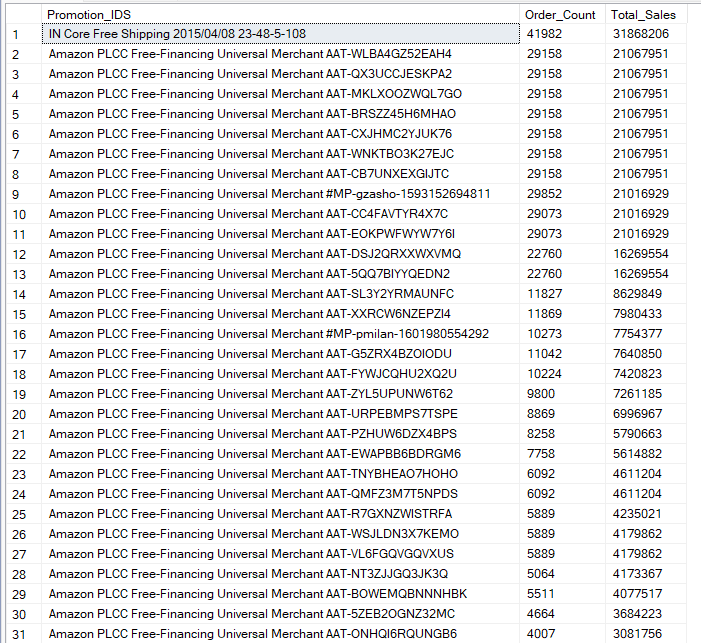 Promotion_IDS Order_Count Total_Sales
1 IN Core Free Shipping 2015/04/08 23-48-5-108 41982 31868206
2 Amazon PLCC Free-Financing Universal Merchant AAT-WLBA4GZ52EAH4 29158 21067951
3 Amazon PLCC Free-Financing Universal Merchant AAT-QX3UCCJESKPA2 29158 21067951
4 Amazon PLCC Free-Financing Universal Merchant AAT-MKLXOOZWQL7GO 29158 21067951
5 Amazon PLCC Free-Financing Universal Merchant AAT-BRSZZ45H6MHAO 29158 21067951
6 Amazon PLCC Free-Financing Universal Merchant AAT-CXJHMC2YJUK76 29158 21067951
7 Amazon PLCC Free-Financing Universal Merchant AAT-WNKTBO3K27EJC 29158 21067951
8 Amazon PLCC Free-Financing Universal Merchant AAT-CB7UNXEXGIJTC 29158 21067951
9 Amazon PLCC Free-Financing Universal Merchant #MP-gzasho-1593152694811 29852 21016929
10 Amazon PLCC Free-Financing Universal Merchant AAT-CC4FAVTYR4X7C 29073 21016929
11 Amazon PLCC Free-Financing Universal Merchant AAT-EOKPWFWYW7Y6I 29073 21016929
12 Amazon PLCC Free-Financing Universal Merchant AAT-DSJ2QRXXWXVMQ 22760 16269554
13 Amazon PLCC Free-Financing Universal Merchant AAT-5QQ7BIYYQEDN2 22760 16269554
14 Amazon PLCC Free-Financing Universal Merchant AAT-SL3Y2YRMAUNFC 11827 8629849
15 Amazon PLCC Free-Financing Universal Merchant AAT-XXRCW6NZEPZI4 11869 7980433
16 Amazon PLCC Free-Financing Universal Merchant #MP-pmilan-1601980554292 10273 7754377
17 Amazon PLCC Free-Financing Universal Merchant AAT-G5ZRX4BZOIODU 11042 7640850
18 Amazon PLCC Free-Financing Universal Merchant AAT-FYWJCQHU2XQ2U 10224 7420823
19 Amazon PLCC Free-Financing Universal Merchant AAT-ZYL5UPUNW6T62 9800 7261185
20 Amazon PLCC Free-Financing Universal Merchant AAT-URPEBMPS7TSPE 8869 6996967
21 Amazon PLCC Free-Financing Universal Merchant AAT-PZHUW6DZX4BPS 8258 5790663
22 Amazon PLCC Free-Financing Universal Merchant AAT-EWAPBB6BDRGM6 7758 5614882
23 Amazon PLCC Free-Financing Universal Merchant AAT-TNYBHEAO7HOHO 6092 4611204
24 Amazon PLCC Free-Financing Universal Merchant AAT-QMFZ3M7T5NPDS 6092 4611204
25 Amazon PLCC Free-Financing Universal Merchant AAT-R7GXNZWISTRFA 5889 4235021
26 Amazon PLCC Free-Financing Universal Merchant AAT-WSJLDN3X7KEMO 5889 4179862
27 Amazon PLCC Free-Financing Universal Merchant AAT-VL6FGQVGQVXUS 5889 4179862
28 Amazon PLCC Free-Financing Universal Merchant AAT-NT3ZJJGQ3JK3Q 5064 4173367
29 Amazon PLCC Free-Financing Universal Merchant AAT-BOWEMQBNNNHBK 5511 4077517
30 Amazon PLCC Free-Financing Universal Merchant AAT-5ZEB2OGNZ32MC 4664 3684223
31 Amazon PLCC Free-Financing Universal Merchant AAT-ONHQI6RQUNGB6 4007 3081756